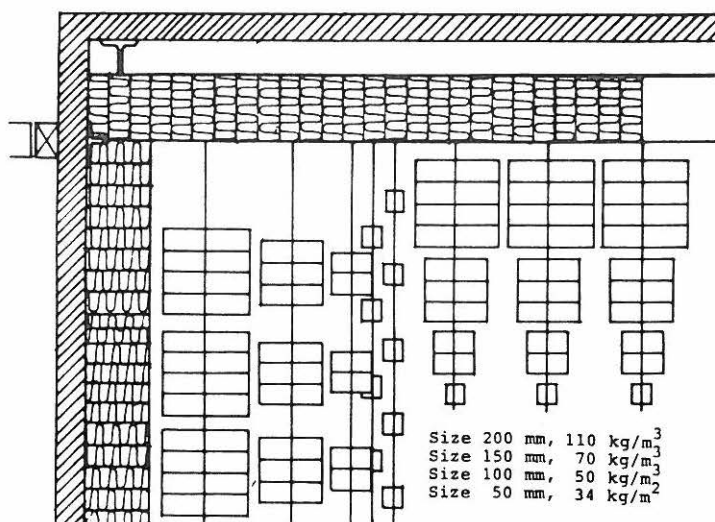 Size 200 mm, 110 kg/m³
Size 150 mm, 70 kg/m³
Size 100 mm, 50 kg/m³
Size 50 mm, 34 kg/m²